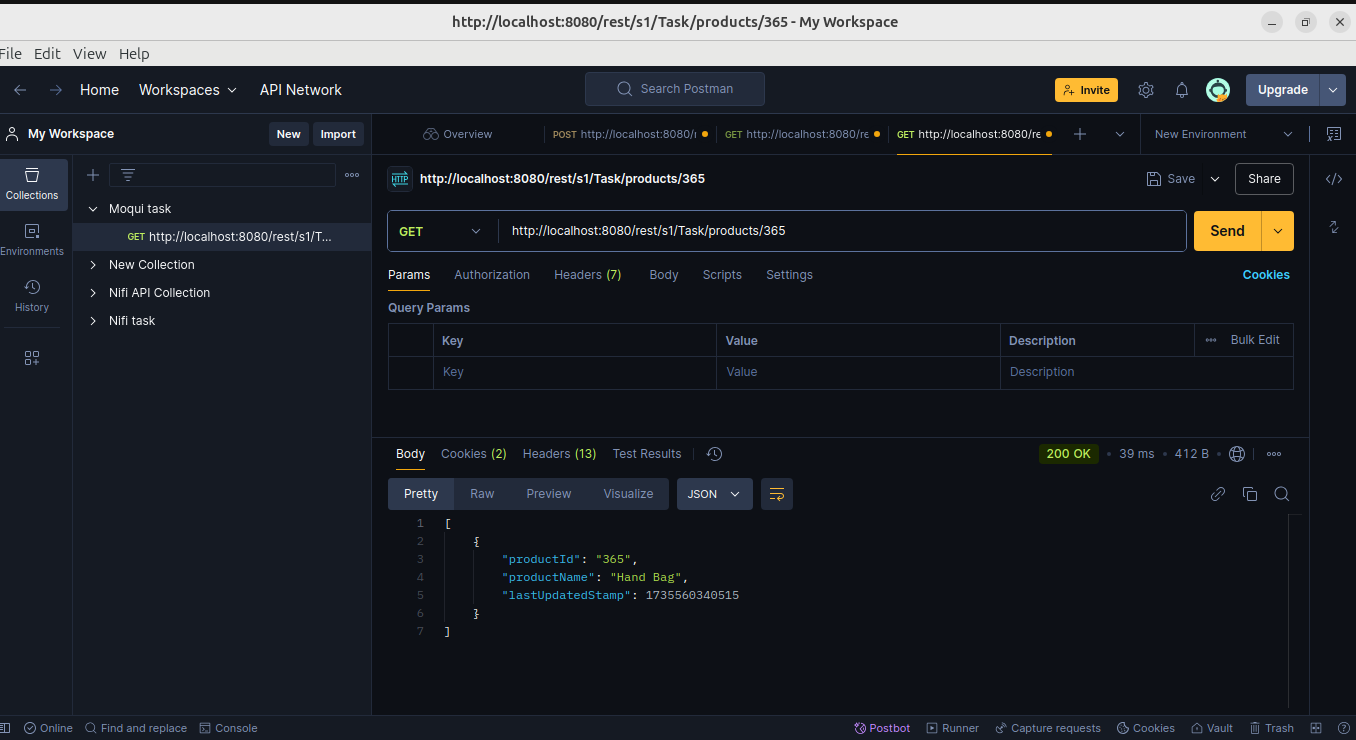 http://localhost:8080/rest/s1/Task/products/365 - My Workspace
File Edit View Help
Home Workspaces API Network Search Postman Invite Upgrade
My Workspace New Import
Overview POST http://localhost:8080/r GET http://localhost:8080/re GET http://localhost:8080/re New Environment
Collections
Environments
History
Moqui task
GET http://localhost:8080/rest/s1/T...
New Collection
Nifi API Collection
Nifi task
HTTP http://localhost:8080/rest/s1/Task/products/365 Save Share
GET http://localhost:8080/rest/s1/Task/products/365 Send
Params Authorization Headers (7) Body Scripts Settings Cookies
Query Params
Key Value Description Bulk Edit
Key Value Description
Body Cookies (2) Headers (13) Test Results 200 OK • 39 ms • 412 B •
Pretty Raw Preview Visualize JSON
1 [
2 {
3 "productId": "365",
4 "productName": "Hand Bag",
5 "lastUpdatedStamp": 1735560340515
6 }
7 ]
Online Find and replace Console Postbot Runner Capture requests Cookies Vault Trash